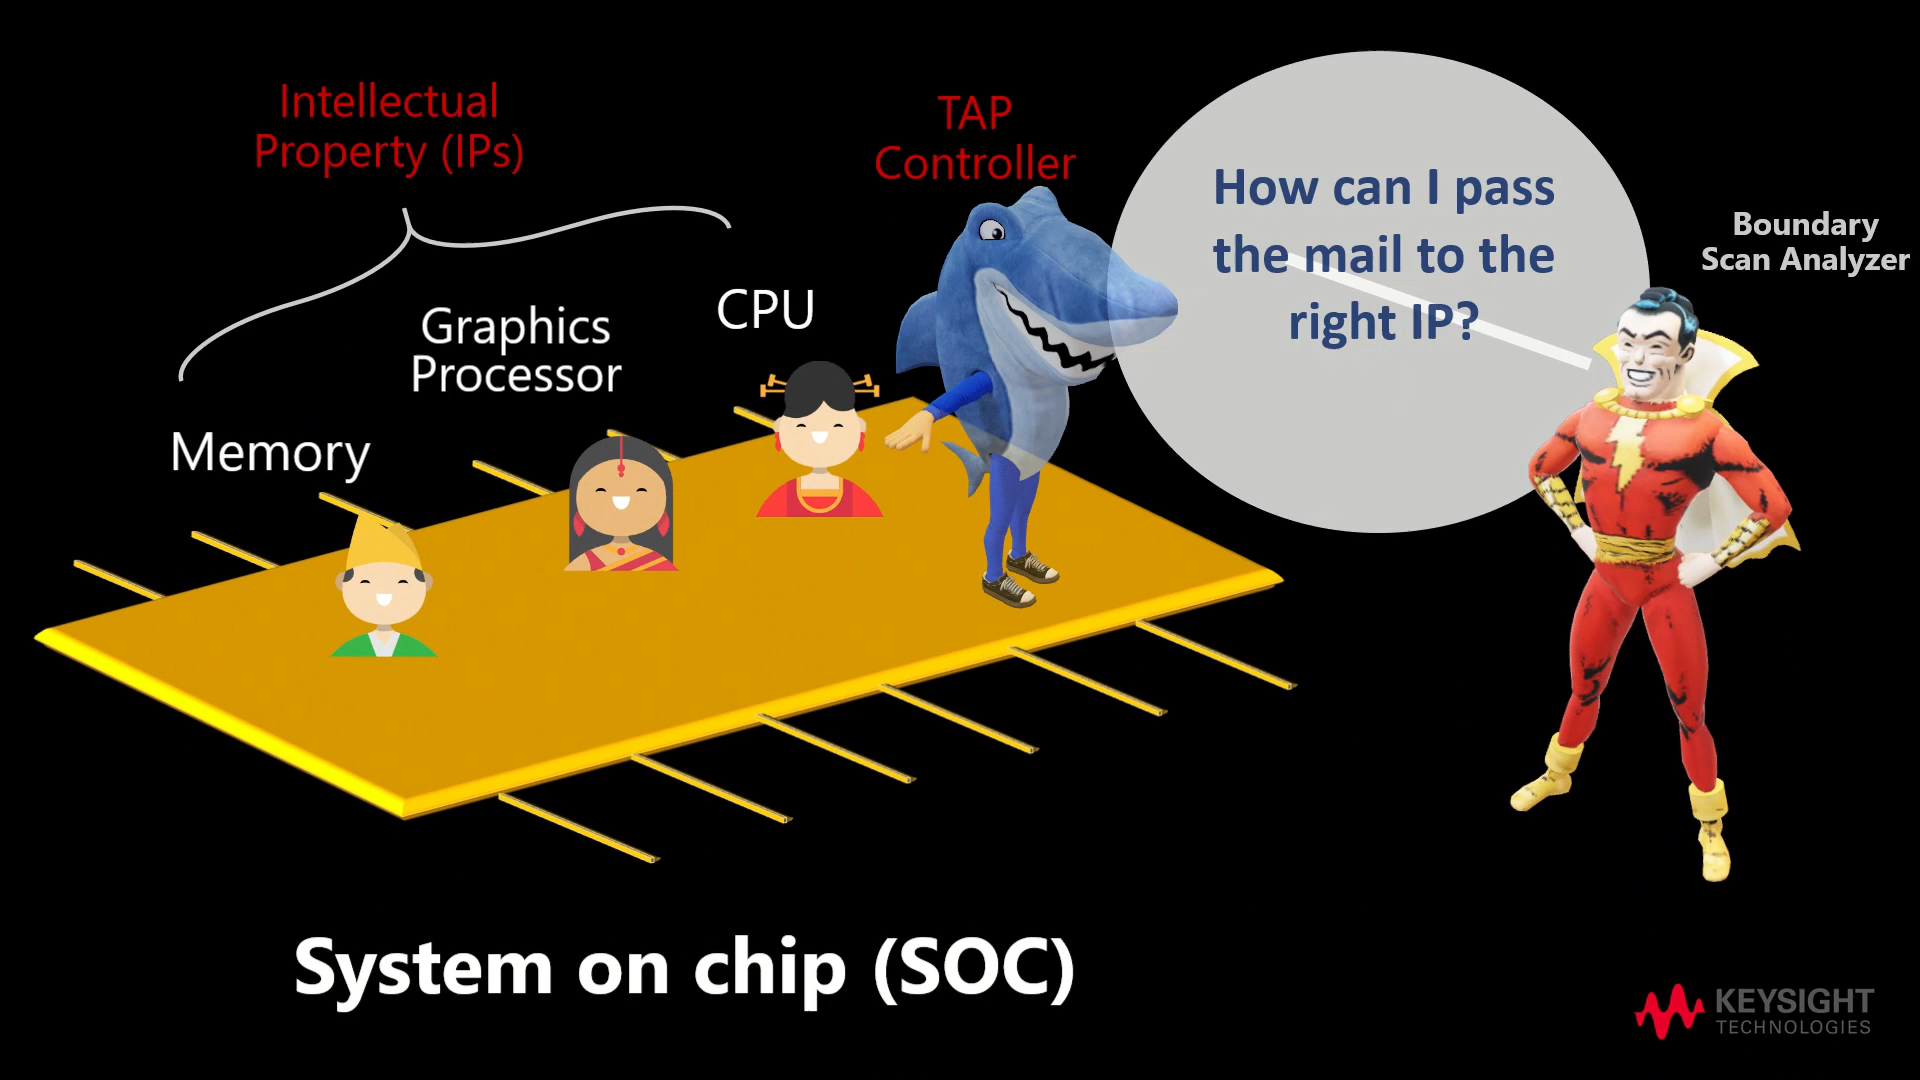 Intellectual
Property (IPs)
TAP
Controller
How can I pass
the mail to the
right IP?
Boundary
Scan Analyzer
CPU
Graphics
Processor
Memory
System on chip (SOC)
KEYSIGHT
TECHNOLOGIES